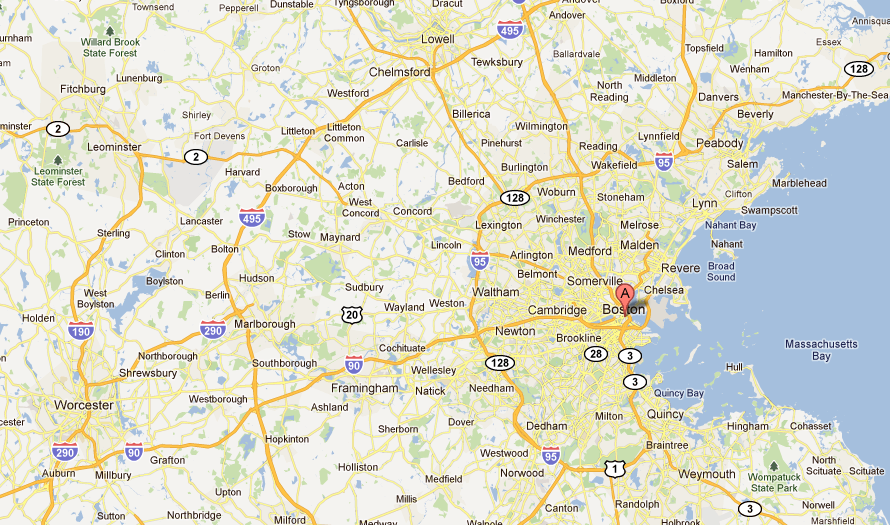 Dunstable
Tyngsborough
Dracut
Andover
Boxford
Pepperell
Andover
Lowell
495
Willard Brook
State Forest
Ballardvale
Topsfield
Essex
Hamilton
Groton
Chelmsford
Tewksbury
Wenham
128
Lunenburg
Middleton
Fitchburg
Westford
North
Reading
Danvers
Manchester-By-The-Sea
Shirley
Billerica
Beverly
2
Fort Devens
Littleton
Littleton
Common
Wilmington
Lynnfield
Leominster
Carlisle
Pinehurst
Reading
Peabody
2
Wakefield
95
Salem
Leominster
State Forest
Harvard
Burlington
Boxborough
Acton
Bedford
Woburn
Stoneham
Clifton
Marblehead
128
West
Concord
Concord
Lynn
Swampscott
Princeton
Lancaster
495
Winchester
Melrose
Lexington
Nahant Bay
Sterling
Stow
Maynard
Lincoln
Medford
Malden
Nahant
Bolton
Clinton
95
Arlington
Revere
Broad
Sound
Belmont
Hudson
Somerville
West
Boylston
Boylston
Berlin
Sudbury
Waltham
Chelsea
A
Wayland
Weston
Cambridge
Boston
Holden
20
190
290
Marlborough
Newton
Brookline
Massachusetts
Bay
Cochituate
28
3
Northborough
Southborough
90
128
Shrewsbury
Wellesley
Hull
3
Framingham
Natick
Needham
Quincy Bay
Westborough
Worcester
Ashland
Milton
Quincy
Sherborn
Dover
Dedham
Hingham
Cohasset
Hopkinton
Braintree
290
90
Grafton
Westwood
95
Holliston
Norwood
1
Weymouth
North
Scituate
Scituate
Auburn
Millbury
Medfield
Wompatuck
State Park
Upton
Millis
Canton
Randolph
3
Norwell
Sutton
Northbridge
Milford
Medway
Walpole
Holbrook
Marshfield